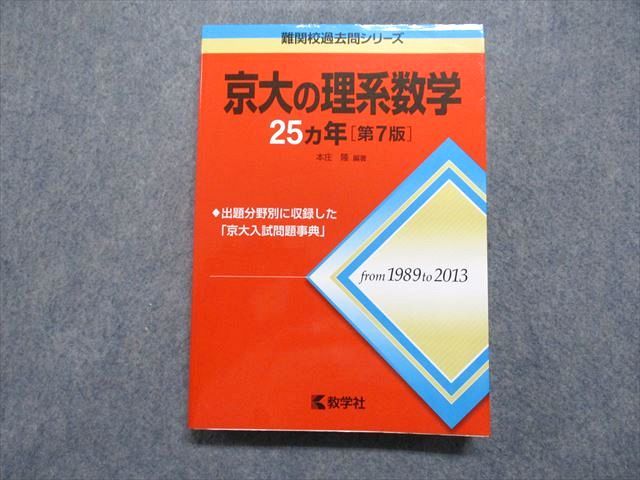 難関校過去問シリーズ
京大の理系数学
25カ年[第7版]
本庄 隆 編著
◆出題分野別に収録した
「京大入試問題事典」
from 1989 to 2013
教学社